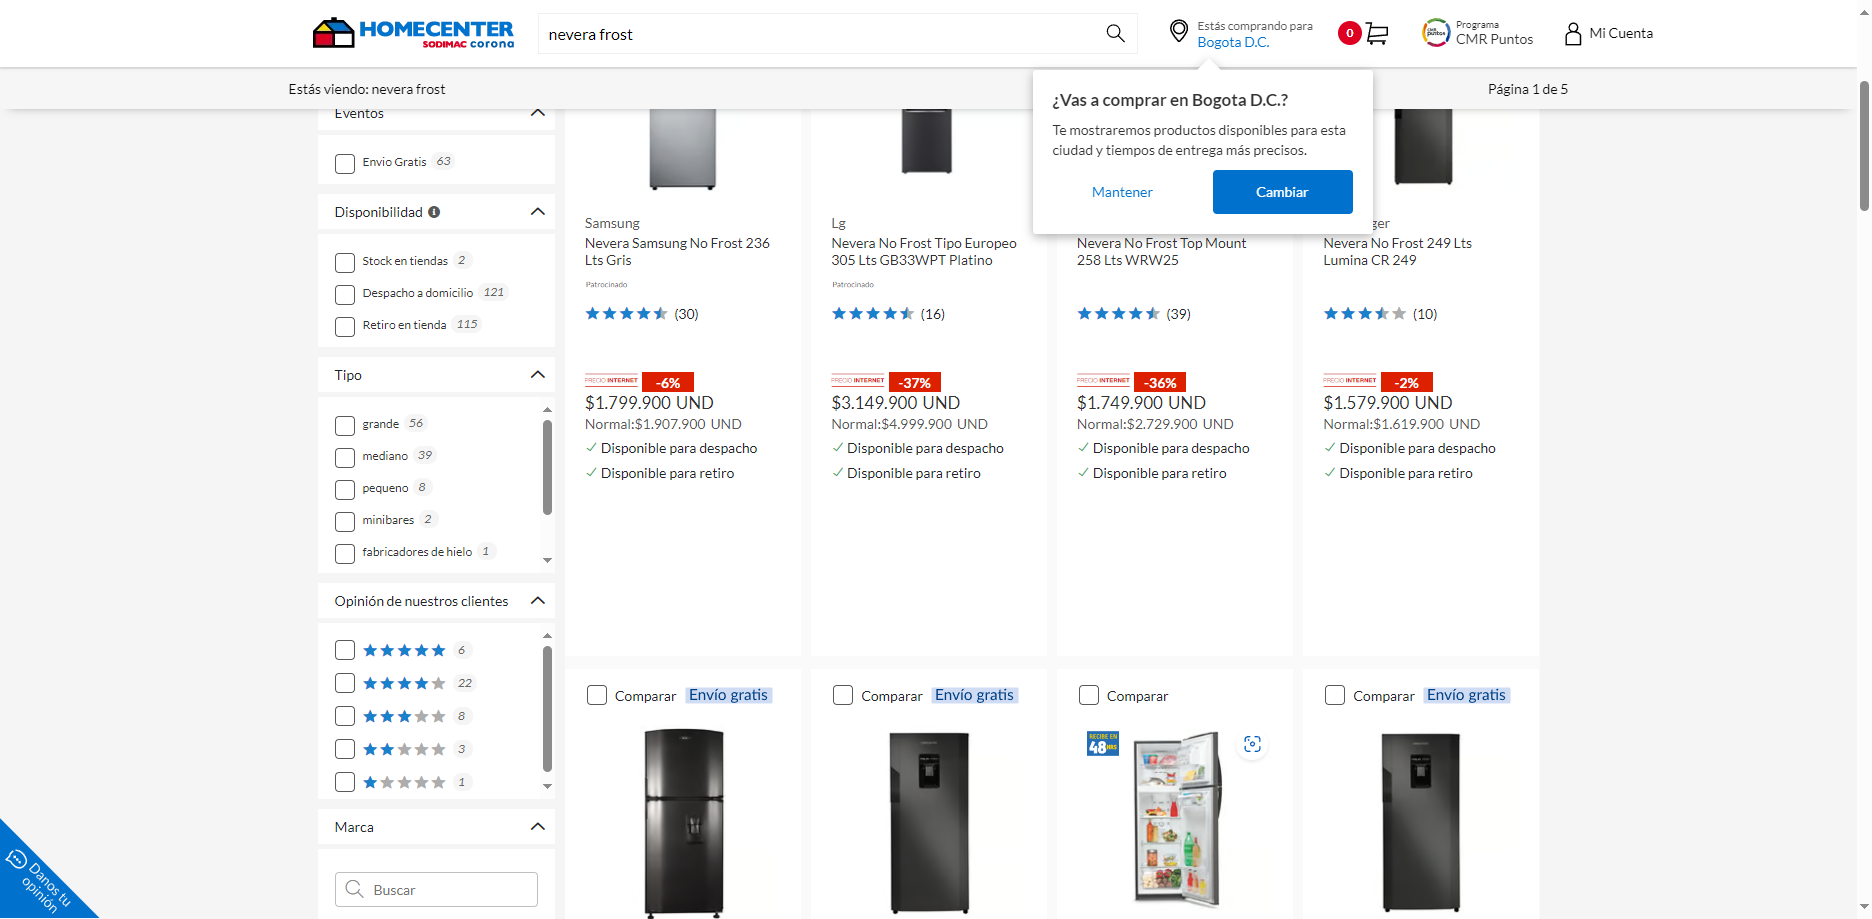 HOMECENTER
SODIMAC corona
nevera frost
Estás comprando para
Bogota D.C.
0
Programa
CMR Puntos
Mi Cuenta
Estás viendo: nevera frost
Página 1 de 5
¿Vas a comprar en Bogota D.C.?
Te mostraremos productos disponibles para esta
ciudad y tiempos de entrega más precisos.
Mantener
Cambiar
Eventos
Envio Gratis 63
Disponibilidad
Stock en tiendas 2
Despacho a domicilio 121
Retiro en tienda 115
Tipo
grande 56
mediano 39
pequeno 8
minibares 2
fabricadores de hielo 1
Opinión de nuestros clientes
6
22
8
3
1
Marca
Buscar
Danos tu
opinión
Samsung
Nevera Samsung No Frost 236
Lts Gris
Patrocinado
(30)
PRECIO INTERNET -6%
$1.799.900 UND
Normal:$1.907.900 UND
Disponible para despacho
Disponible para retiro
Lg
Nevera No Frost Tipo Europeo
305 Lts GB33WPT Platino
Patrocinado
(16)
PRECIO INTERNET -37%
$3.149.900 UND
Normal:$4.999.900 UND
Disponible para despacho
Disponible para retiro
Nevera No Frost Top Mount
258 Lts WRW25
(39)
PRECIO INTERNET -36%
$1.749.900 UND
Normal:$2.729.900 UND
Disponible para despacho
Disponible para retiro
ger
Nevera No Frost 249 Lts
Lumina CR 249
(10)
PRECIO INTERNET -2%
$1.579.900 UND
Normal:$1.619.900 UND
Disponible para despacho
Disponible para retiro
Comparar Envío gratis
Comparar Envío gratis
Comparar
RECIBE EN
48HRS
Comparar Envío gratis